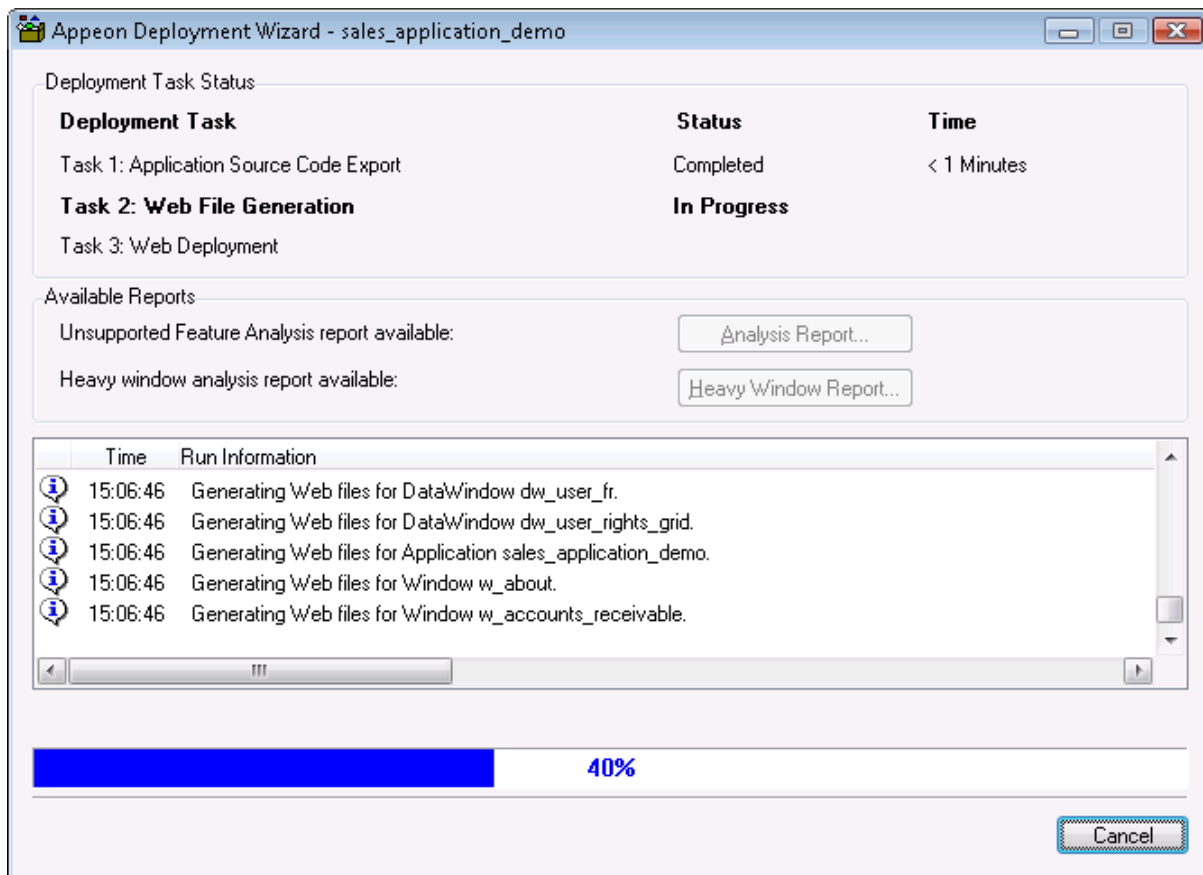 Appeon Deployment Wizard - sales_application_demo
Deployment Task Status
Deployment Task Status Time
Task 1: Application Source Code Export Completed < 1 Minutes
Task 2: Web File Generation In Progress
Task 3: Web Deployment
Available Reports
Unsupported Feature Analysis report available: Analysis Report...
Heavy window analysis report available: Heavy Window Report...
Time Run Information
15:06:46 Generating Web files for DataWindow dw_user_fr.
15:06:46 Generating Web files for DataWindow dw_user_rights_grid.
15:06:46 Generating Web files for Application sales_application_demo.
15:06:46 Generating Web files for Window w_about.
15:06:46 Generating Web files for Window w_accounts_receivable.
40%
Cancel